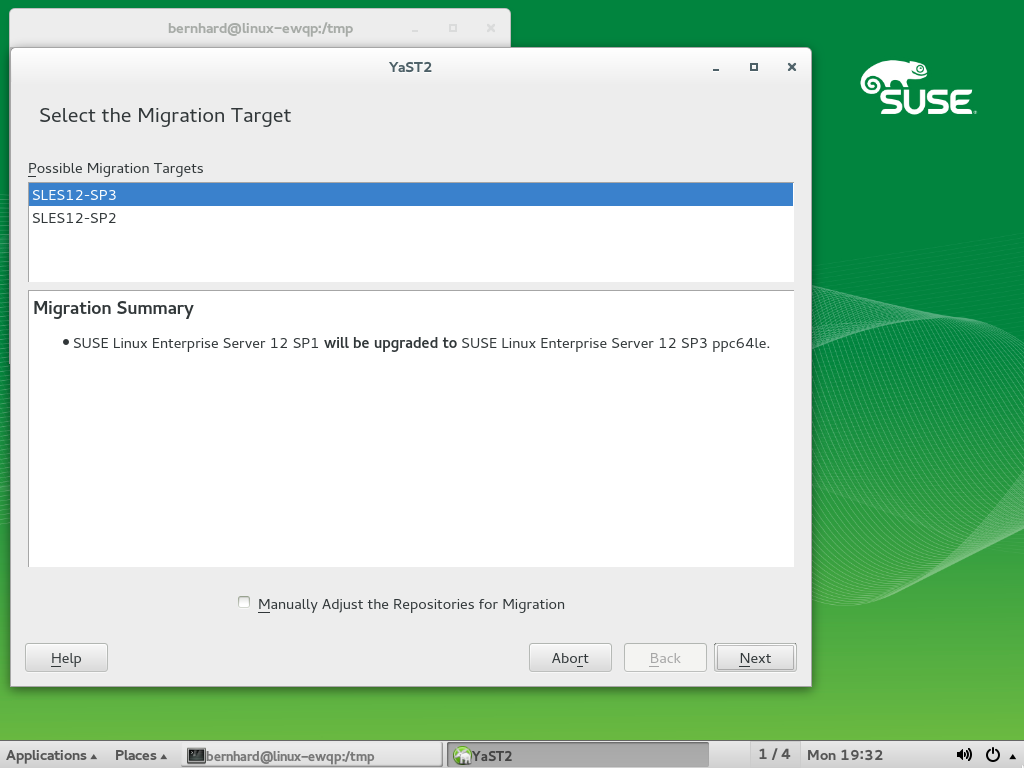 bernhard@linux-ewqp:/tmp
YaST2
SUSE
Select the Migration Target
Possible Migration Targets
SLES12-SP3
SLES12-SP2
Migration Summary
SUSE Linux Enterprise Server 12 SP1 will be upgraded to SUSE Linux Enterprise Server 12 SP3 ppc64le.
Manually Adjust the Repositories for Migration
Help Abort Back Next
Applications Places bernhard@linux-ewqp:/tmp YaST2 1 / 4 Mon 19:32